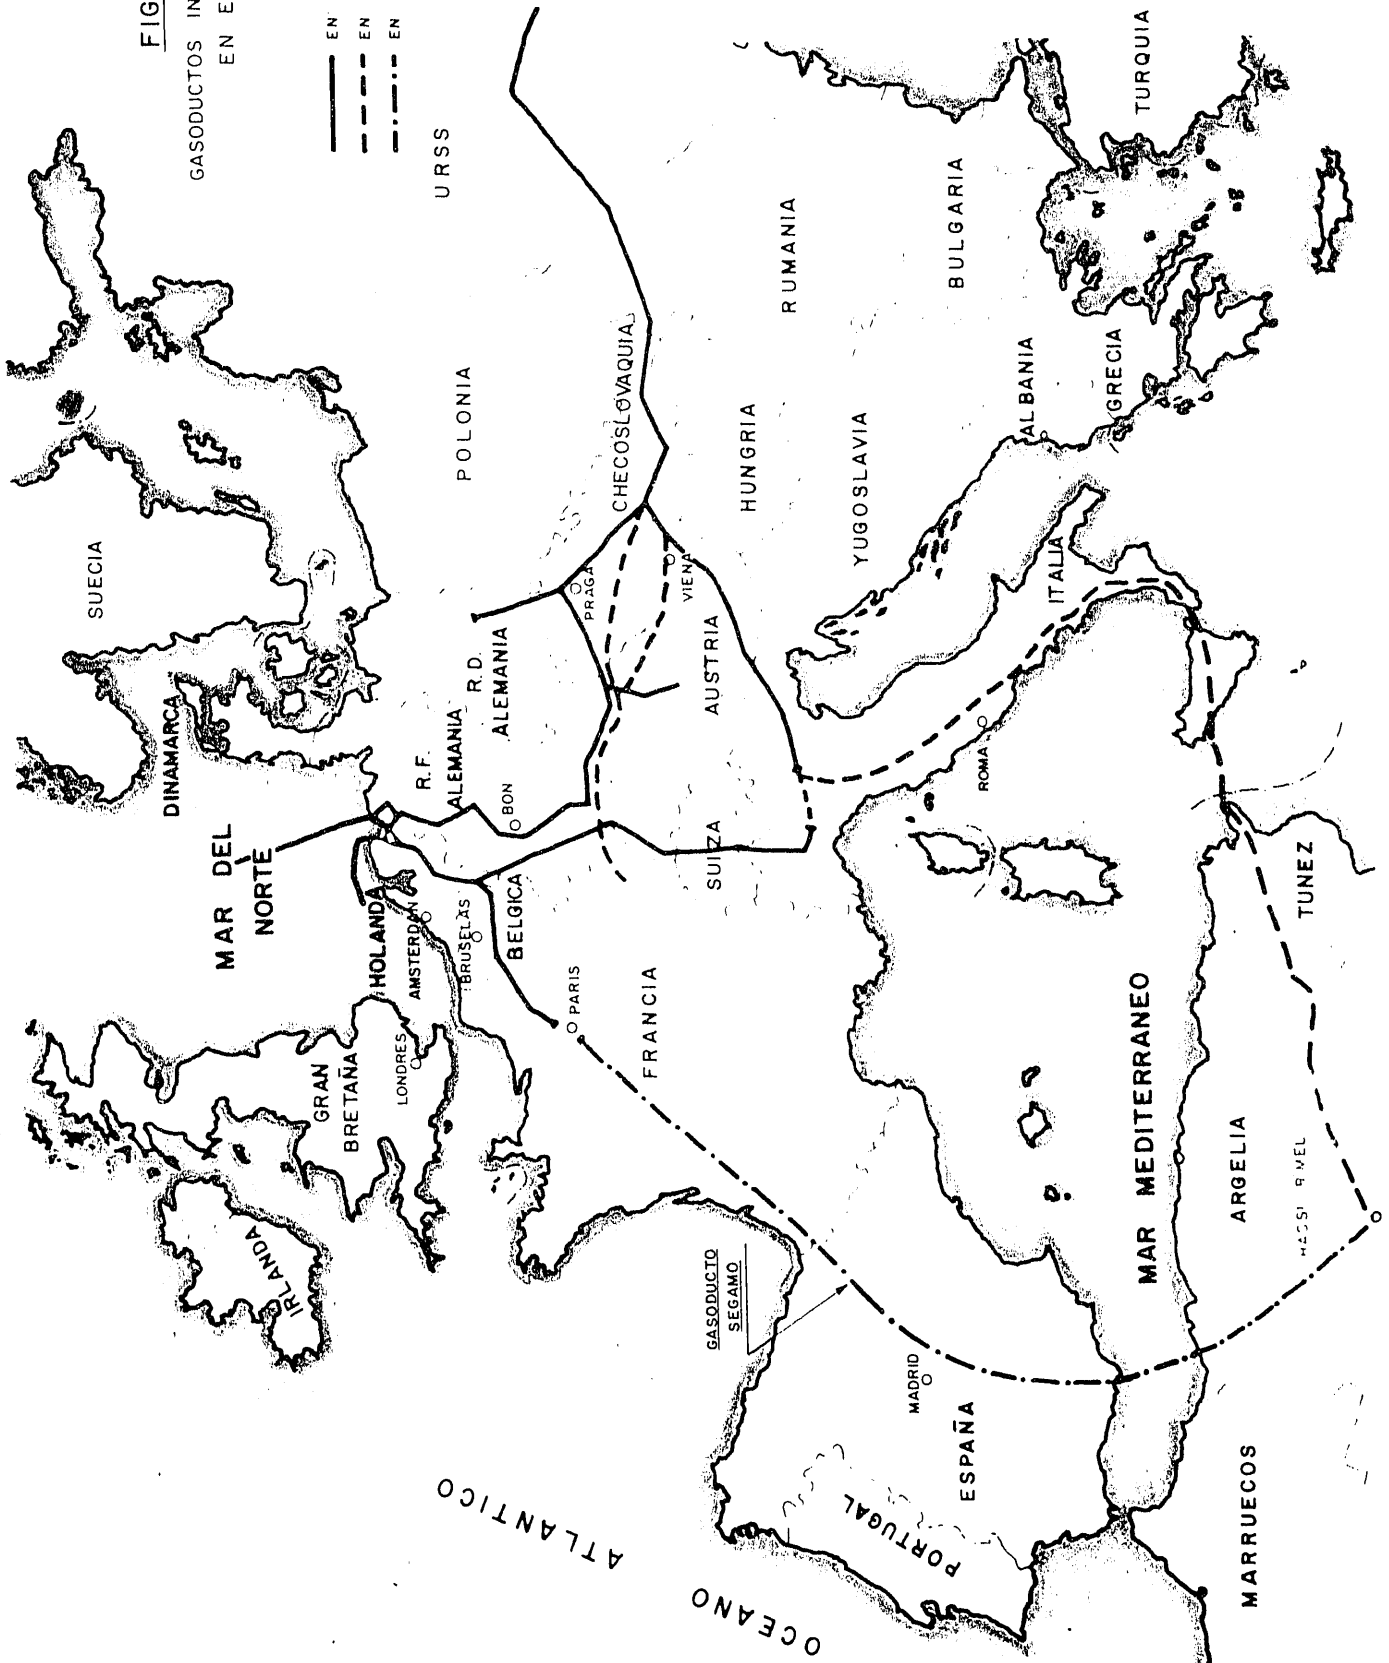 FIG
GASODUCTOS IN
EN E
EN
EN
EN
URSS
SUECIA
DINAMARCA
MAR DEL
NORTE
POLONIA
R.D.
ALEMANIA
R.F.
ALEMANIA
BON
HOLANDA
AMSTERDAN
BRUSELAS
BELGICA
GRAN
BRETAÑA
LONDRES
IRLANDA
CHECOSLOVAQUIA
PRAGA
VIENA
AUSTRIA
SUIZA
PARIS
FRANCIA
HUNGRIA
RUMANIA
YUGOSLAVIA
BULGARIA
ALBANIA
GRECIA
TURQUIA
ITALIA
ROMA
GASODUCTO
SEGAMO
MADRID
ESPAÑA
PORTUGAL
OCEANO ATLANTICO
MAR MEDITERRANEO
TUNEZ
ARGELIA
HASSI R'MEL
MARRUECOS